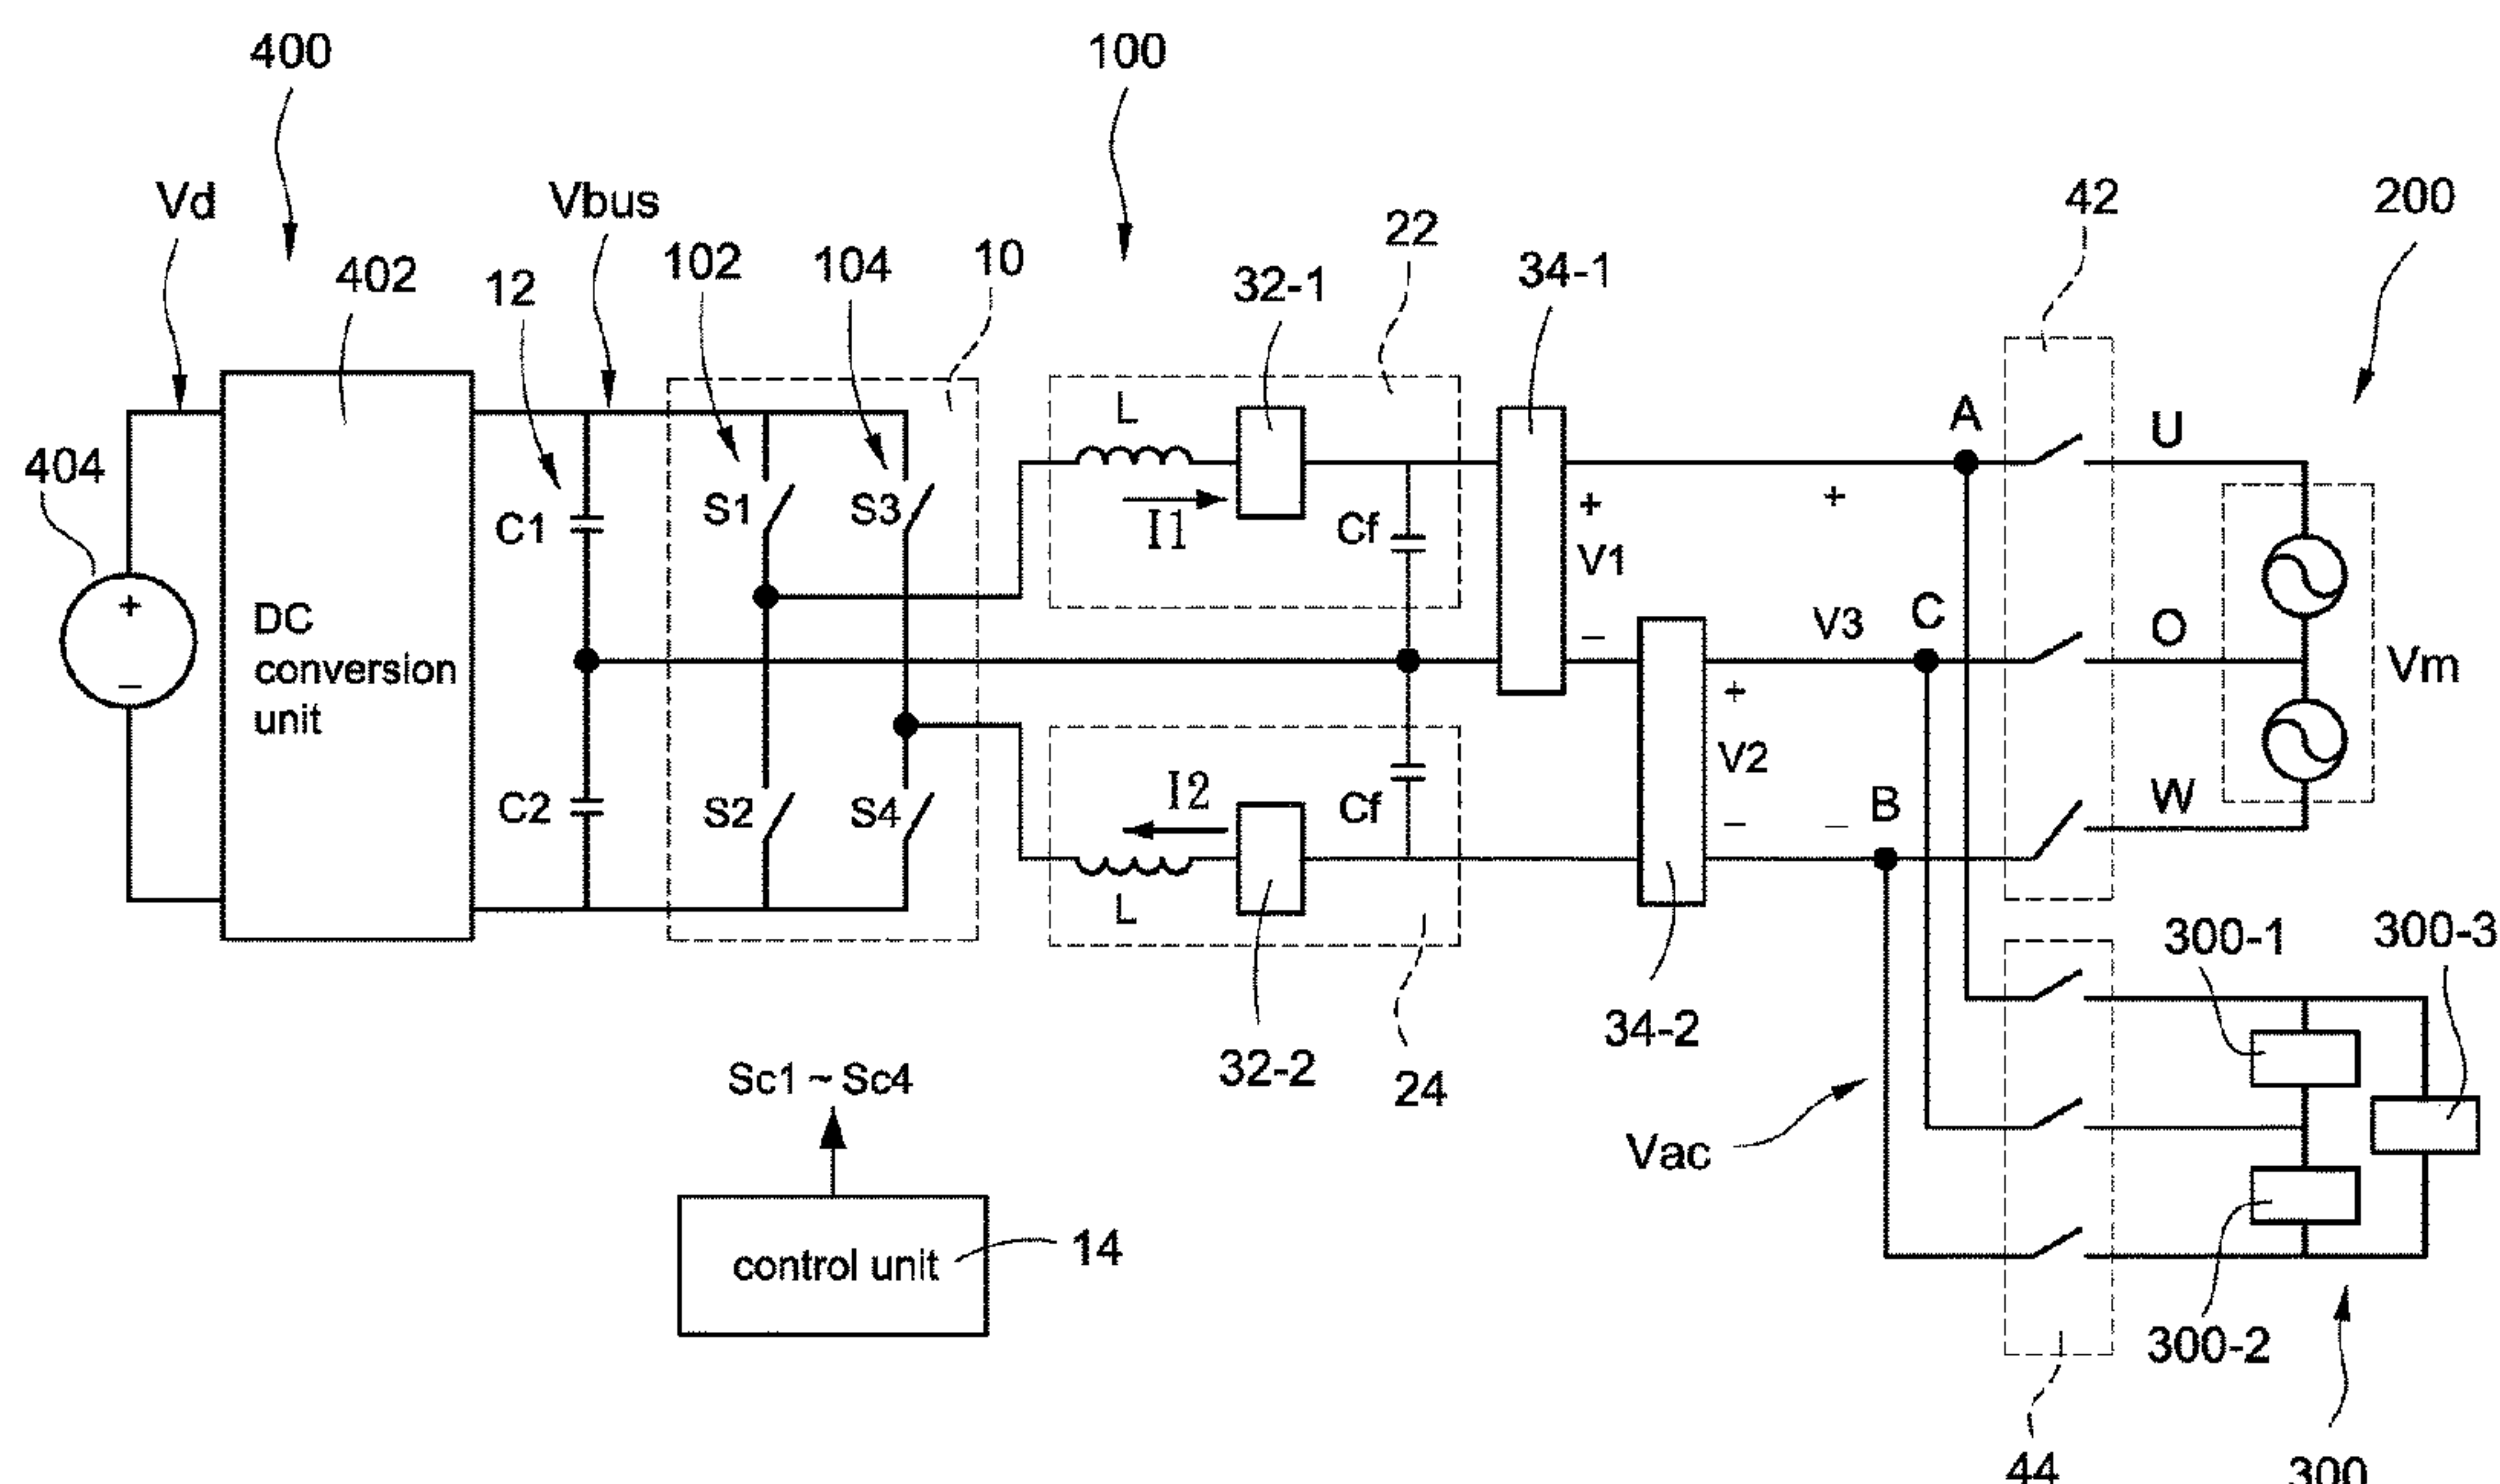 400
100
Vd
Vbus
42
200
22
102
104
10
402
12
32-1
34-1
A
U
L
404
S1
S3
I1
C1
Cf
+
+
V1
+
DC
conversion
unit
−
V3
C
O
Vm
−
+
V2
C2
S2
S4
I2
Cf
−
−
B
W
L
300-1
300-3
34-2
32-2
24
Sc1 ~ Sc4
Vac
control unit
14
300-2
44
300